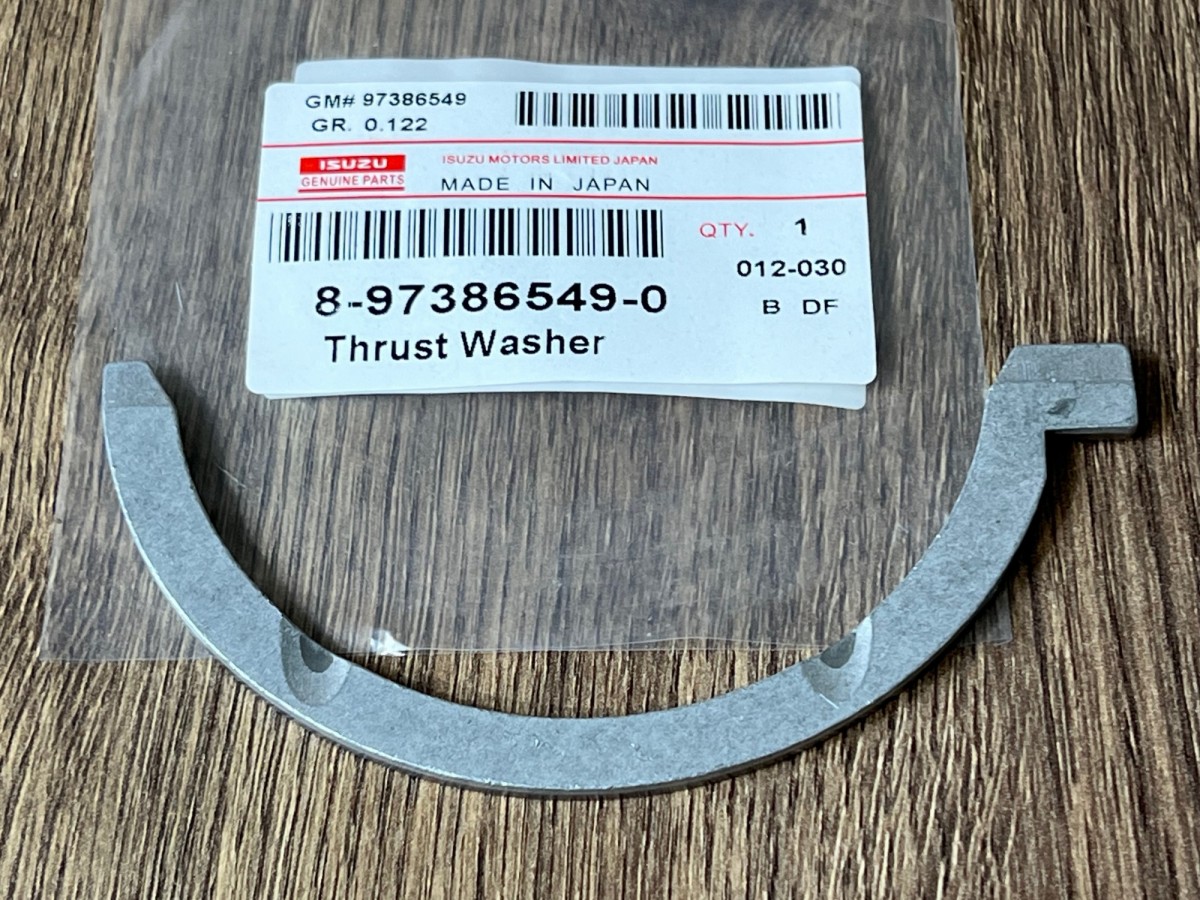 GM# 97386549
GR. 0.122
ISUZU
GENUINE PARTS
ISUZU MOTORS LIMITED JAPAN
MADE IN JAPAN
QTY. 1
012-030
8-97386549-0
B DF
Thrust Washer